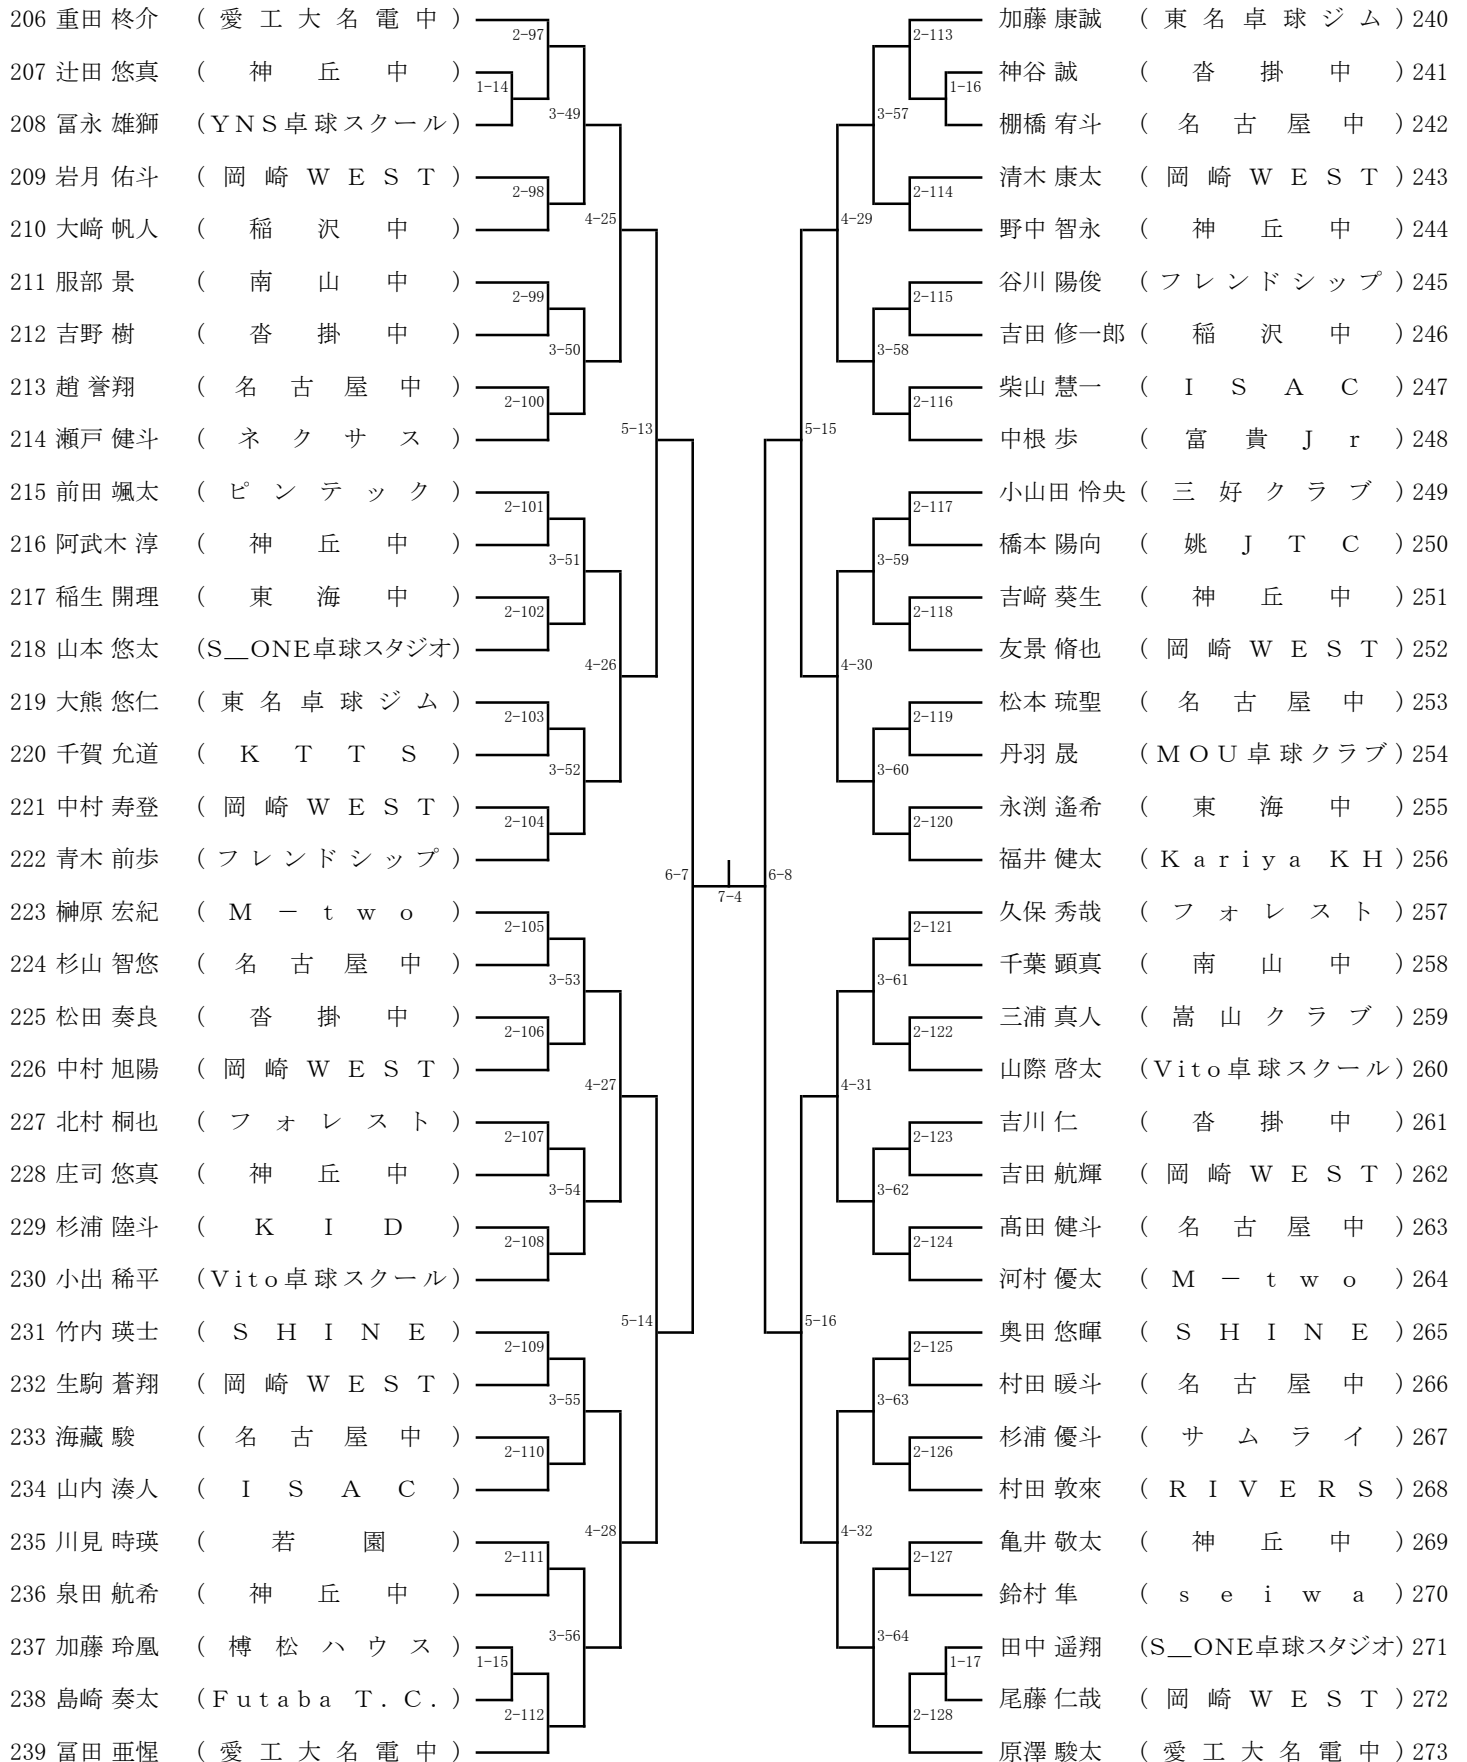 206 重田 柊介 (愛工大名電中)
2-97
207 辻田 悠真 (神丘中)
1-14
208 冨永 雄獅 (YNS卓球スクール)
3-49
209 岩月 佑斗 (岡崎WEST)
2-98
210 大﨑 帆人 (稲沢中)
4-25
211 服部 景 (南山中)
2-99
212 吉野 樹 (沓掛中)
3-50
213 趙 誉翔 (名古屋中)
2-100
214 瀬戸 健斗 (ネクサス)
5-13
215 前田 颯太 (ピンテック)
2-101
216 阿武木 淳 (神丘中)
3-51
217 稲生 開理 (東海中)
2-102
218 山本 悠太 (S__ONE卓球スタジオ)
4-26
219 大熊 悠仁 (東名卓球ジム)
2-103
220 千賀 允道 (KTTS)
3-52
221 中村 寿登 (岡崎WEST)
2-104
222 青木 前歩 (フレンドシップ)
6-7
223 榊原 宏紀 (M－two)
2-105
224 杉山 智悠 (名古屋中)
3-53
225 松田 奏良 (沓掛中)
2-106
226 中村 旭陽 (岡崎WEST)
4-27
227 北村 桐也 (フォレスト)
2-107
228 庄司 悠真 (神丘中)
3-54
229 杉浦 陸斗 (KID)
2-108
230 小出 稀平 (Vito卓球スクール)
5-14
231 竹内 瑛士 (SHINE)
2-109
232 生駒 蒼翔 (岡崎WEST)
3-55
233 海藏 駿 (名古屋中)
2-110
234 山内 湊人 (ISAC)
4-28
235 川見 時瑛 (若園)
2-111
236 泉田 航希 (神丘中)
3-56
237 加藤 玲凰 (榑松ハウス)
1-15
238 島崎 奏太 (Futaba T.C.)
2-112
239 冨田 亜惺 (愛工大名電中)
7-4
加藤 康誠 (東名卓球ジム) 240
2-113
神谷 誠 (沓掛中) 241
1-16
棚橋 宥斗 (名古屋中) 242
3-57
清木 康太 (岡崎WEST) 243
2-114
野中 智永 (神丘中) 244
4-29
谷川 陽俊 (フレンドシップ) 245
2-115
吉田 修一郎 (稲沢中) 246
3-58
柴山 慧一 (ISAC) 247
2-116
中根 歩 (富貴Jr) 248
5-15
小山田 怜央 (三好クラブ) 249
2-117
橋本 陽向 (姚JTC) 250
3-59
吉﨑 葵生 (神丘中) 251
2-118
友景 脩也 (岡崎WEST) 252
4-30
松本 琉聖 (名古屋中) 253
2-119
丹羽 晟 (MOU卓球クラブ) 254
3-60
永渕 遙希 (東海中) 255
2-120
福井 健太 (Kariya KH) 256
6-8
久保 秀哉 (フォレスト) 257
2-121
千葉 顕真 (南山中) 258
3-61
三浦 真人 (嵩山クラブ) 259
2-122
山際 啓太 (Vito卓球スクール) 260
4-31
吉川 仁 (沓掛中) 261
2-123
吉田 航輝 (岡崎WEST) 262
3-62
髙田 健斗 (名古屋中) 263
2-124
河村 優太 (M－two) 264
5-16
奥田 悠暉 (SHINE) 265
2-125
村田 暖斗 (名古屋中) 266
3-63
杉浦 優斗 (サムライ) 267
2-126
村田 敦來 (RIVERS) 268
4-32
亀井 敬太 (神丘中) 269
2-127
鈴村 隼 (seiwa) 270
3-64
田中 遥翔 (S__ONE卓球スタジオ) 271
1-17
尾藤 仁哉 (岡崎WEST) 272
2-128
原澤 駿太 (愛工大名電中) 273